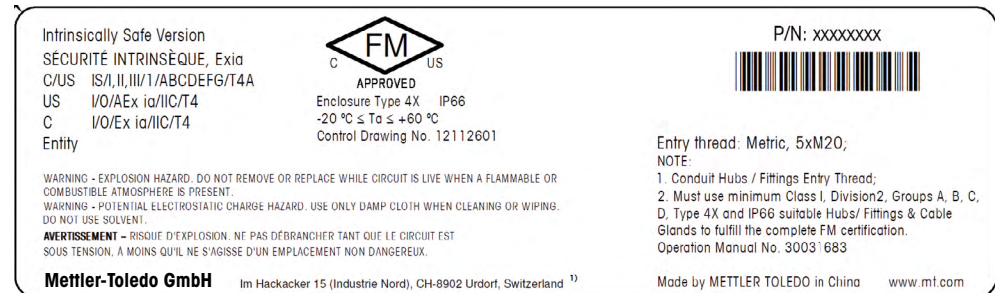 Intrinsically Safe Version
SÉCURITÉ INTRINSÈQUE, Exia
C/US IS/I,II,III/1/ABCDEFG/T4A
US I/0/AEx ia/IIC/T4
C I/0/Ex ia/IIC/T4
Entity
FM
C US
APPROVED
Enclosure Type 4X IP66
-20 ºC ≤ Ta ≤ +60 ºC
Control Drawing No. 12112601
WARNING - EXPLOSION HAZARD. DO NOT REMOVE OR REPLACE WHILE CIRCUIT IS LIVE WHEN A FLAMMABLE OR
COMBUSTIBLE ATMOSPHERE IS PRESENT.
WARNING - POTENTIAL ELECTROSTATIC CHARGE HAZARD. USE ONLY DAMP CLOTH WHEN CLEANING OR WIPING.
DO NOT USE SOLVENT.
AVERTISSEMENT – RISQUE D'EXPLOSION. NE PAS DÉBRANCHER TANT QUE LE CIRCUIT EST
SOUS TENSION, À MOINS QU'IL NE S'AGISSE D'UN EMPLACEMENT NON DANGEREUX.
Mettler-Toledo GmbH Im Hackacker 15 (Industrie Nord), CH-8902 Urdorf, Switzerland 1)
P/N: xxxxxxxx
Entry thread: Metric, 5xM20;
NOTE:
1. Conduit Hubs / Fittings Entry Thread;
2. Must use minimum Class I, Division2, Groups A, B, C,
D, Type 4X and IP66 suitable Hubs/ Fittings & Cable
Glands to fulfill the complete FM certification.
Operation Manual No. 30031683
Made by METTLER TOLEDO in China www.mt.com